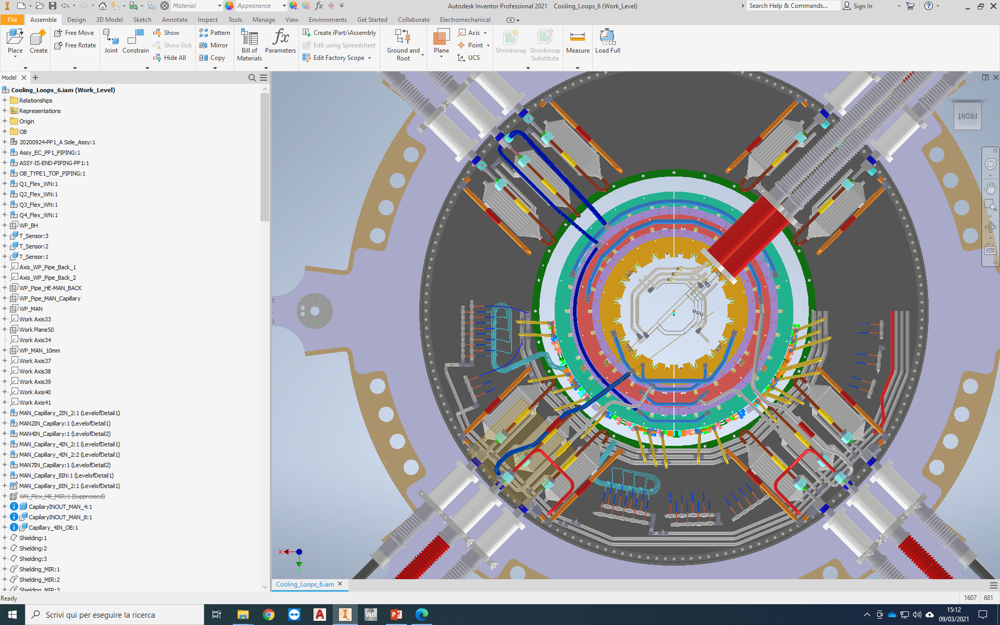 Material
Appearance
fx
Autodesk Inventor Professional 2021 Cooling_Loops_6 (Work_Level)
Search Help & Commands...
Sign In
File Assemble Design 3D Model Sketch Annotate Inspect Tools Manage View Environments Get Started Collaborate Electromechanical
Place
Create
Free Move
Free Rotate
Joint
Constrain
Show
Show Sick
Hide All
Pattern
Mirror
Copy
Bill of
Materials
fx
Parameters
Create iPart/iAssembly
Edit using Spreadsheet
Edit Factory Scope
Ground and
Root
Plane
Axis
Point
UCS
Shrinkwrap
Shrinkwrap
Substitute
Measure
Load Full
Model
Cooling_Loops_6.iam (Work_Level)
Relationships
Representations
Origin
OB
20200924-PP1_A Side_Assy:1
Assy_EC_PP1_PIPING:1
ASSY-IS-END-PIPING-PP1:1
OB_TYPE1_TOP_PIPING:1
Q1_Flex_WN:1
Q2_Flex_WN:1
Q3_Flex_WN:1
Q4_Flex_WN:1
WP_BH
T_Sensor:3
T_Sensor:2
T_Sensor:1
Axis_WP_Pipe_Back_1
Axis_WP_Pipe_Back_2
WP_Pipe_HE-MAN_BACK
WP_Pipe_MAN_Capillary
WP_MAN
Work Axis33
Work Plane50
Work Axis34
WP_MAN_10mm
Work Axis37
Work Axis38
Work Axis39
Work Axis40
Work Axis41
MAN_Capillary_2IN_2:1 (LevelofDetail1)
MAN2IN_Capillary:1 (LevelofDetail1)
MAN4IN_Capillary:1 (LevelofDetail2)
MAN_Capillary_4IN_2:1 (LevelofDetail1)
MAN_Capillary_4IN_2:2 (LevelofDetail1)
MAN7IN_Capillary:1 (LevelofDetail2)
MAN_Capillary_8IN:1 (LevelofDetail1)
MAN_Capillary_8IN_2:1 (LevelofDetail1)
WN_Flex_HE_MIR:1 (Suppressed)
CapilaryINOUT_MAN_4:1
CapilaryINOUT_MAN_8:1
Capillary_4IN_OB:1
Shielding:1
Shielding:2
Shielding:3
Shielding_MIR:1
Shielding_MIR:2
Shielding_MIR:3
FRONT
X
Y
Cooling_Loops_6.iam
Ready
1607 681
Scrivi qui per eseguire la ricerca
WB
15:12
09/03/2021